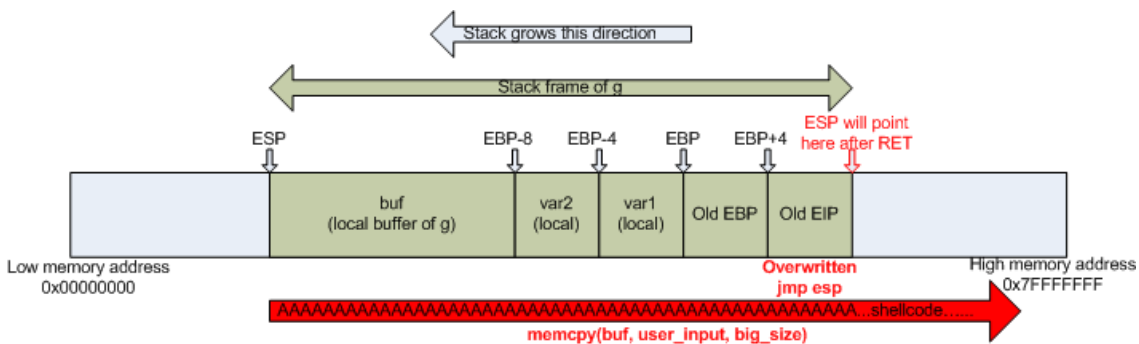 Stack grows this direction
Stack frame of g
ESP will point
here after RET
ESP
EBP-8
EBP-4
EBP
EBP+4
buf
(local buffer of g)
var2
(local)
var1
(local)
Old EBP
Old EIP
Low memory address
0x00000000
Overwritten
jmp esp
High memory address
0x7FFFFFFF
AAAAAAAAAAAAAAAAAAAAAAAAAAAAAAAAAAAAAAAAAAAAAAAAAAAAAA...shellcode......
memcpy(buf, user_input, big_size)